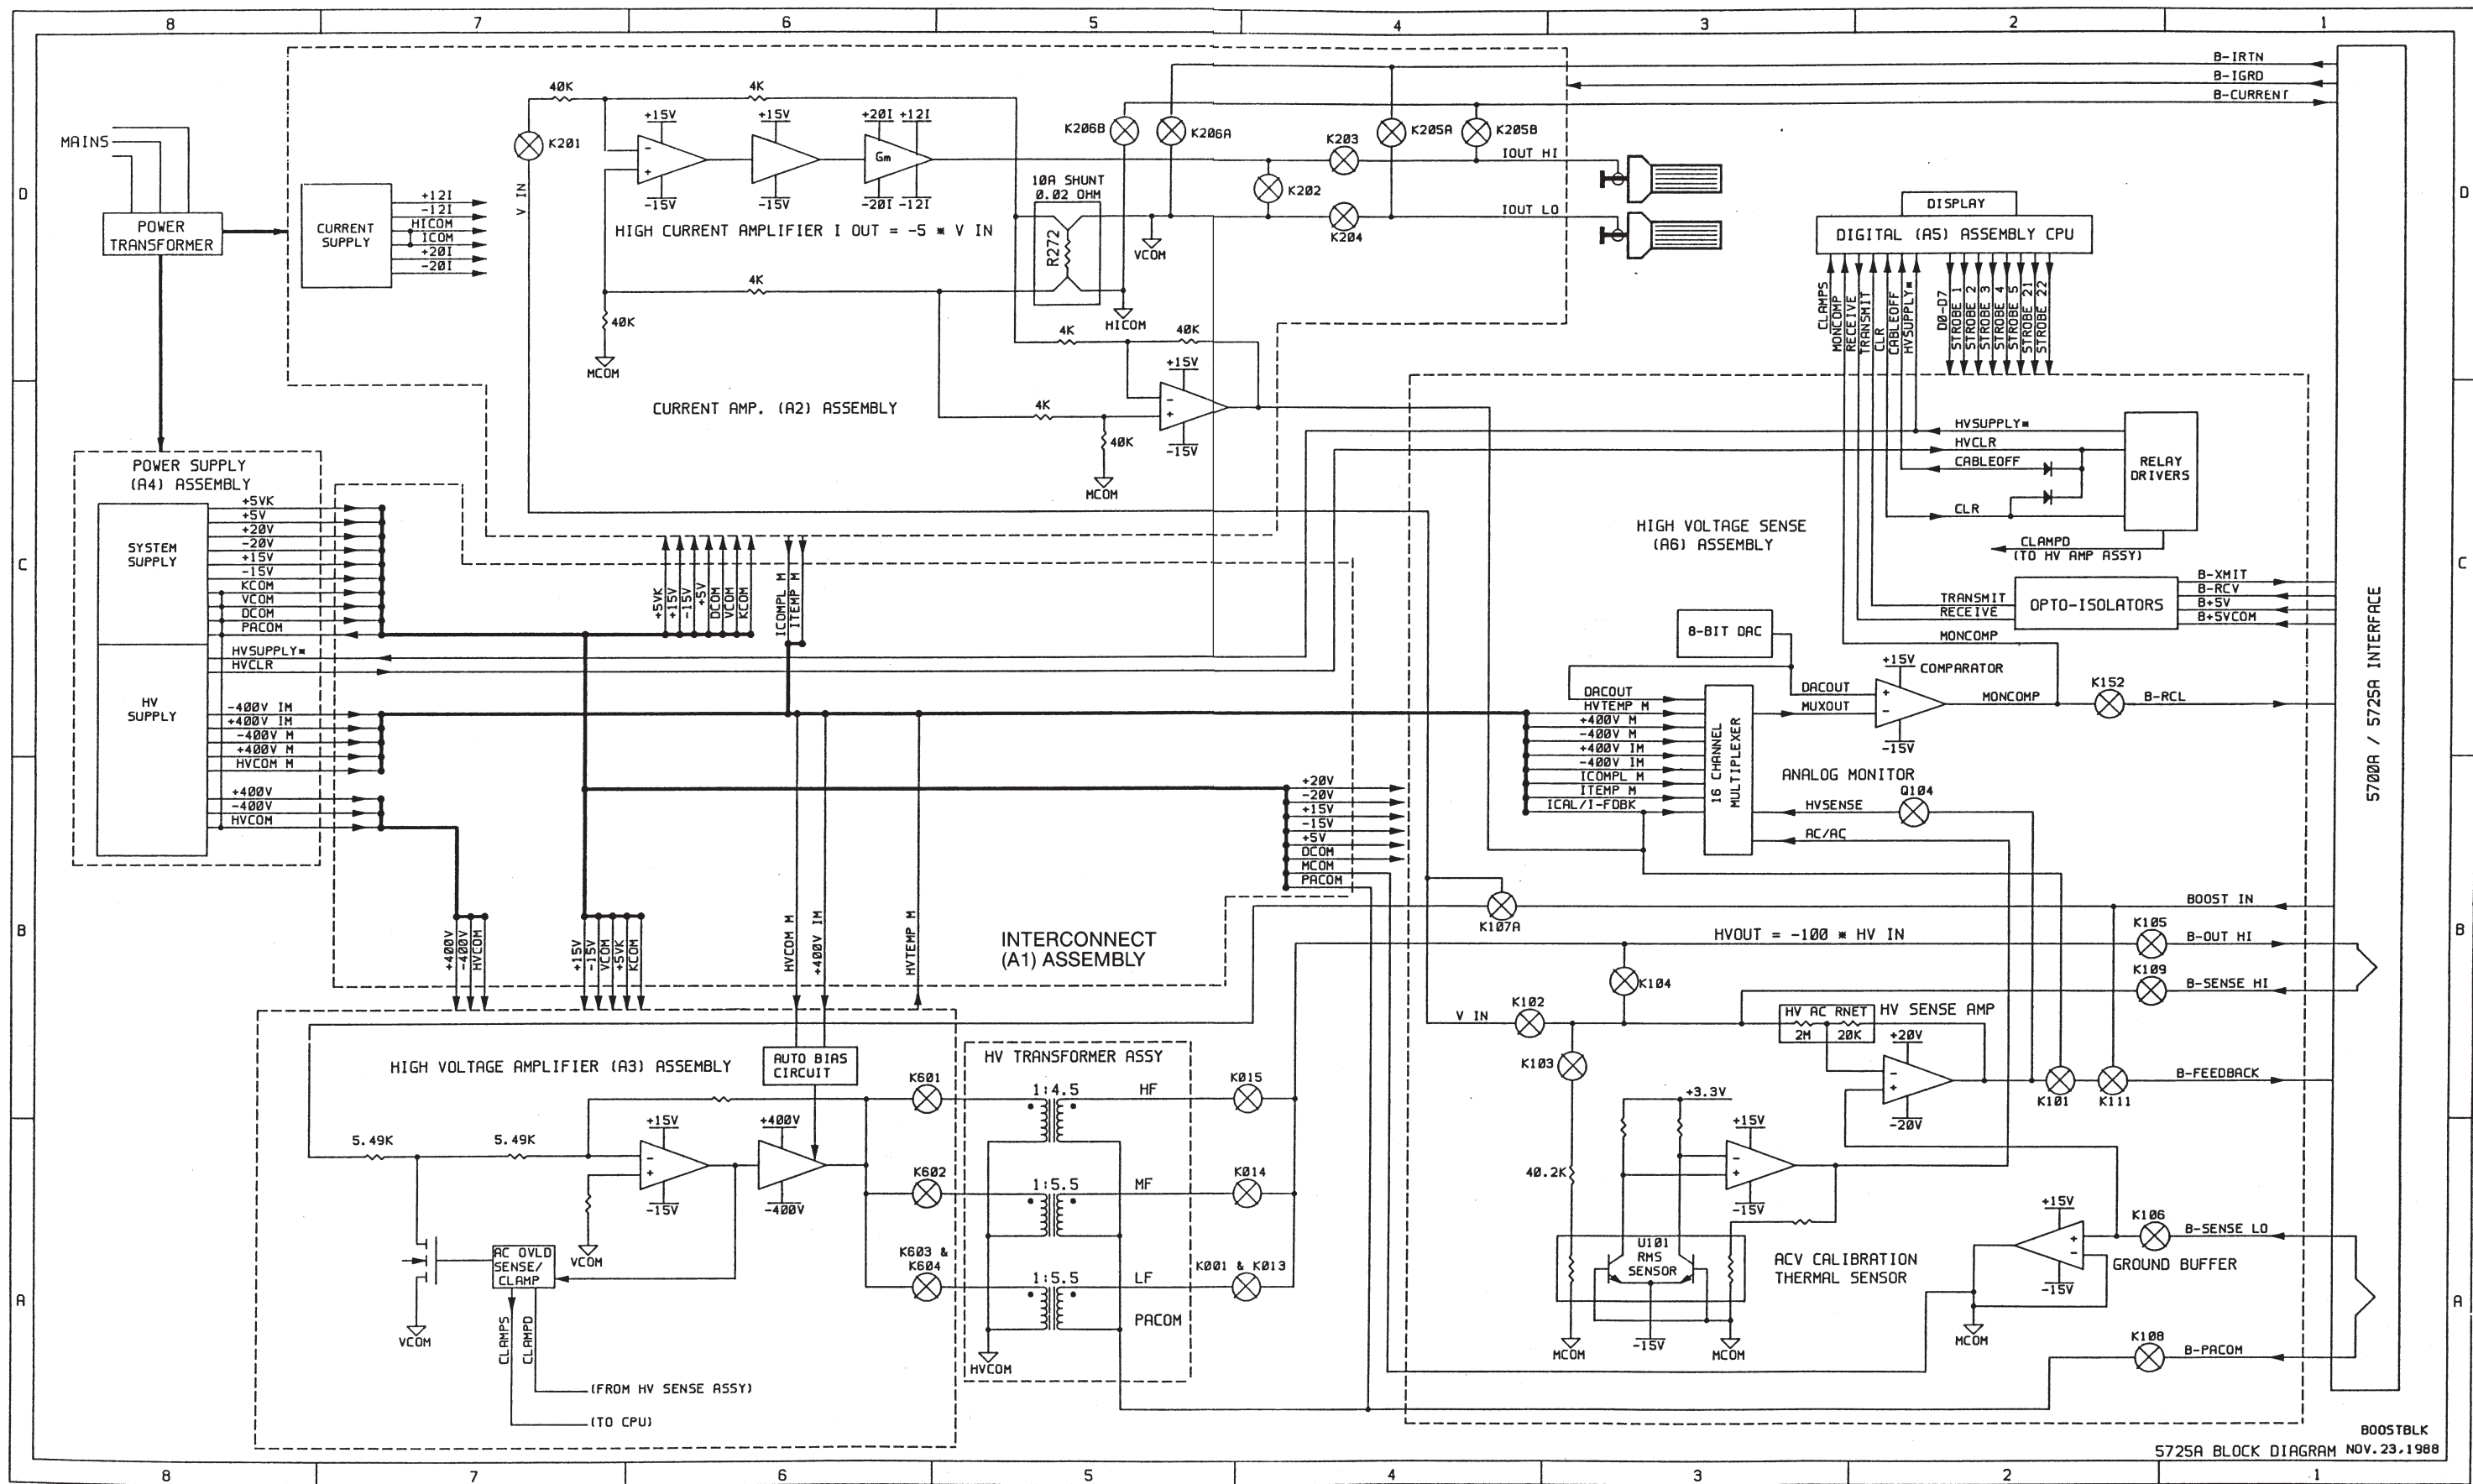 8 7 6 5 4 3 2 1
D
C
B
A
D
C
B
A
MAINS
POWER
TRANSFORMER
CURRENT
SUPPLY
+12I
-12I
HICOM
ICOM
+20I
-20I
V IN
K201
40K
4K
+15V
-
+
-15V
+15V
-15V
+20I +12I
Gm
-20I -12I
HIGH CURRENT AMPLIFIER I OUT = -5 * V IN
4K
40K
MCOM
10A SHUNT
0.02 OHM
R272
K206B
K206A
HICOM
VCOM
K202
K203
K204
K205A
K205B
IOUT HI
IOUT LO
B-IRTN
B-IGRD
B-CURRENT
4K
40K
+15V
-
+
-15V
4K
40K
MCOM
CURRENT AMP. (A2) ASSEMBLY
DISPLAY
DIGITAL (A5) ASSEMBLY CPU
CLAMPS
MONCOMP
RECEIVE
TRANSMIT
CLR
CABLEOFF
HVSUPPLY*
D0-D7
STROBE 1
STROBE 2
STROBE 3
STROBE 4
STROBE 5
STROBE 21
STROBE 22
POWER SUPPLY
(A4) ASSEMBLY
SYSTEM
SUPPLY
+5VK
+5V
+20V
-20V
+15V
-15V
KCOM
VCOM
DCOM
PACOM
HV
SUPPLY
HVSUPPLY*
HVCLR
-400V IM
+400V IM
-400V M
+400V M
HVCOM M
+400V
-400V
HVCOM
+5VK
+15V
-15V
+5V
DCOM
VCOM
KCOM
ICOMPL M
ITEMP M
HVSUPPLY*
HVCLR
CABLEOFF
CLR
RELAY
DRIVERS
CLAMPD
(TO HV AMP ASSY)
HIGH VOLTAGE SENSE
(A6) ASSEMBLY
TRANSMIT
RECEIVE
OPTO-ISOLATORS
B-XMIT
B-RCV
B+5V
B+5VCOM
MONCOMP
8-BIT DAC
+15V
COMPARATOR
DACOUT
MUXOUT
+
-
-15V
MONCOMP
K152
B-RCL
5700A / 5725A INTERFACE
DACOUT
HVTEMP M
+400V M
-400V M
+400V IM
-400V IM
ICOMPL M
ITEMP M
ICAL/I-FDBK
16 CHANNEL
MULTIPLEXER
ANALOG MONITOR
Q104
HVSENSE
AC/AC
+20V
-20V
+15V
-15V
+5V
DCOM
MCOM
PACOM
+400V
-400V
HVCOM
+15V
-15V
VCOM
+5VK
KCOM
HVCOM M
+400V IM
HVTEMP M
INTERCONNECT
(A1) ASSEMBLY
K107A
BOOST IN
HVOUT = -100 * HV IN
K105
B-OUT HI
K104
K109
B-SENSE HI
V IN
K102
K103
HV AC RNET
2M
20K
HV SENSE AMP
+20V
-
+
-20V
K101
K111
B-FEEDBACK
HIGH VOLTAGE AMPLIFIER (A3) ASSEMBLY
AUTO BIAS
CIRCUIT
5.49K
5.49K
+15V
-
+
-15V
+400V
-400V
VCOM
AC OVLD
SENSE/
CLAMP
VCOM
CLAMPS
CLAMPD
(FROM HV SENSE ASSY)
(TO CPU)
K601
K602
K603 &
K604
HV TRANSFORMER ASSY
1:4.5
HF
1:5.5
MF
1:5.5
LF
PACOM
HVCOM
K015
K014
K001 & K013
40.2K
+3.3V
+15V
-
+
-15V
U101
RMS
SENSOR
-15V
MCOM
MCOM
ACV CALIBRATION
THERMAL SENSOR
+15V
+
-
-15V
GROUND BUFFER
MCOM
K106
B-SENSE LO
K108
B-PACOM
BOOSTBLK
5725A BLOCK DIAGRAM NOV.23,1988
8 7 6 5 4 3 2 1